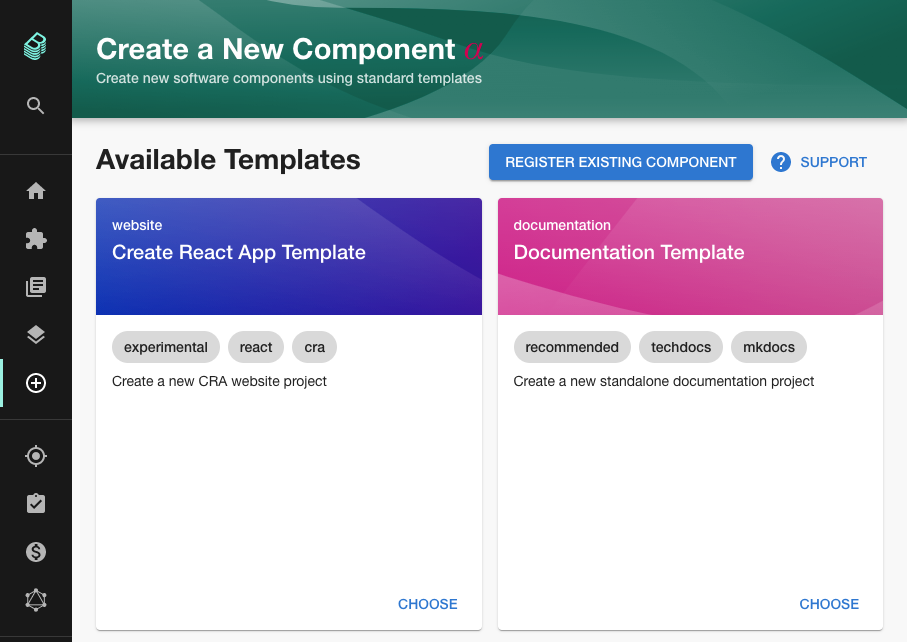 Create a New Component α
Create new software components using standard templates
Available Templates
REGISTER EXISTING COMPONENT
SUPPORT
website
Create React App Template
experimental react cra
Create a new CRA website project
CHOOSE
documentation
Documentation Template
recommended techdocs mkdocs
Create a new standalone documentation project
CHOOSE